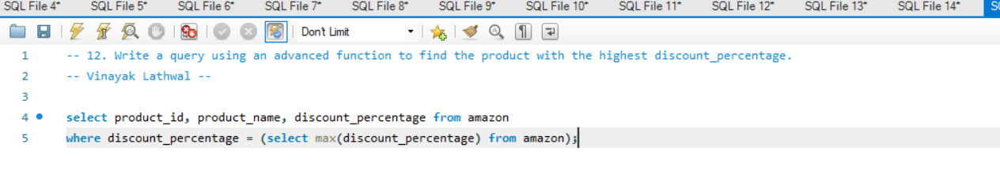 SQL File 4* SQL File 5* SQL File 6* SQL File 7* SQL File 8* SQL File 9* SQL File 10* SQL File 11* SQL File 12* SQL File 13* SQL File 14*
Don't Limit
1 -- 12. Write a query using an advanced function to find the product with the highest discount_percentage.
2 -- Vinayak Lathwal --
3
4 select product_id, product_name, discount_percentage from amazon
5 where discount_percentage = (select max(discount_percentage) from amazon);